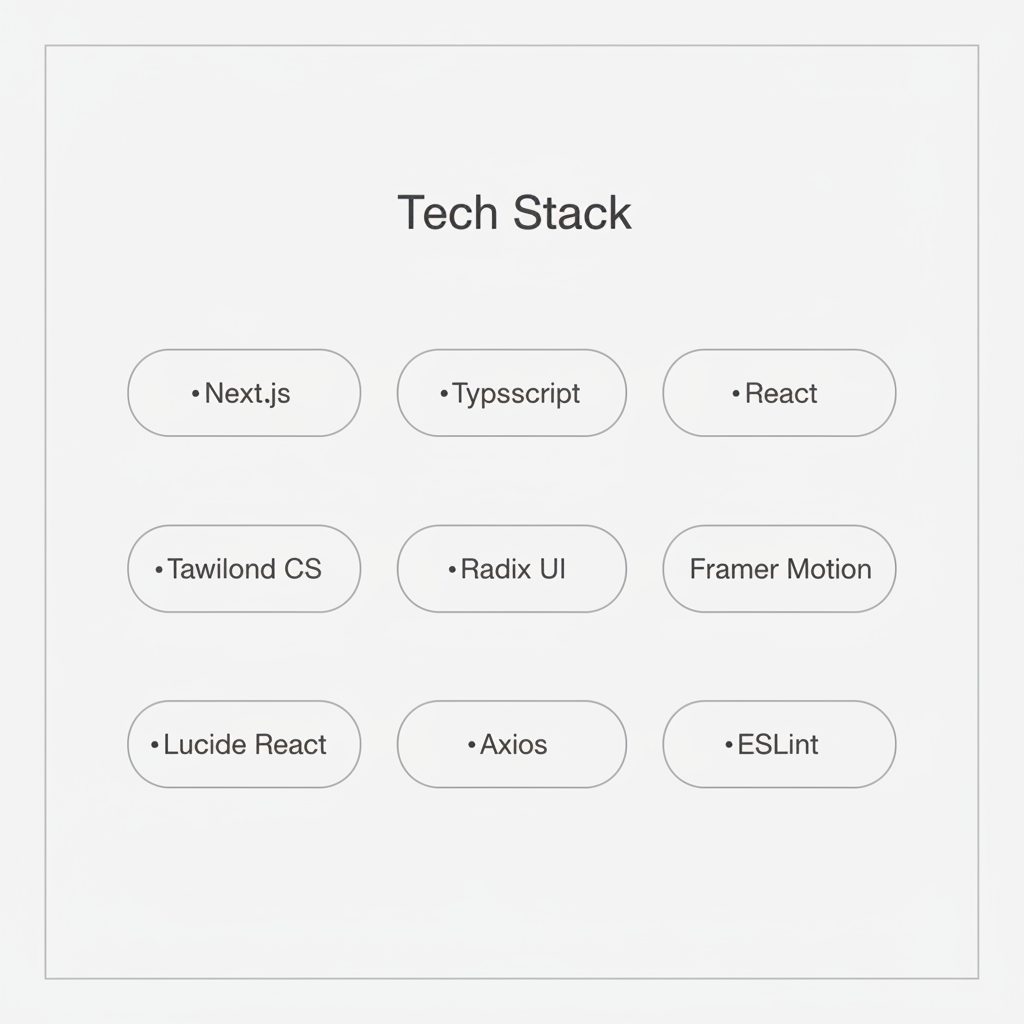 Tech Stack
•Next.js
•Typsscript
•React
•Tawilond CS
•Radix UI
Framer Motion
•Lucide React
•Axios
•ESLint